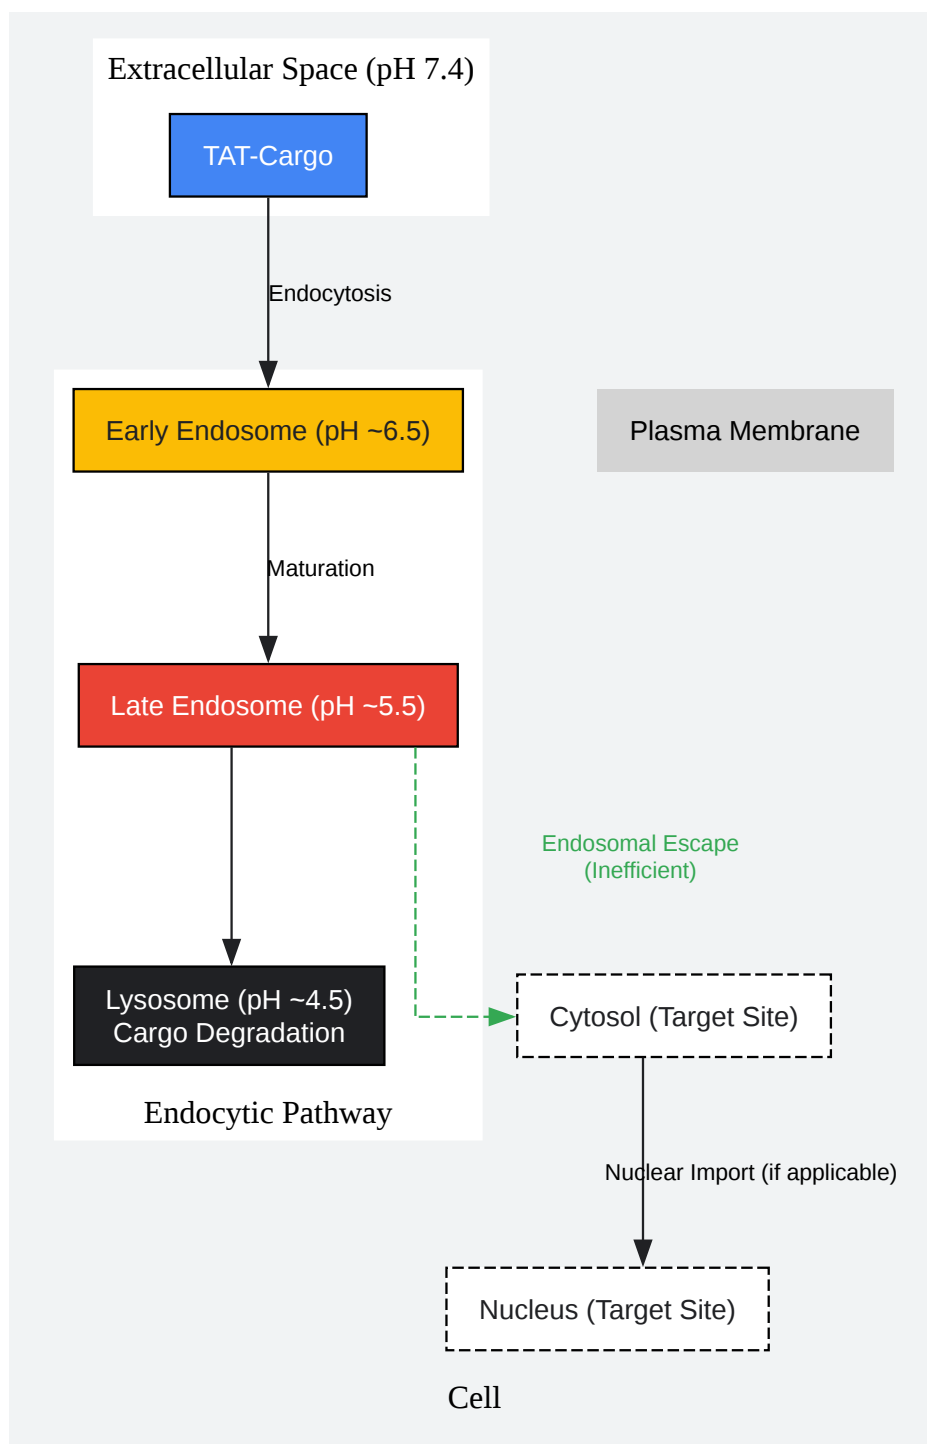 Extracellular Space (pH 7.4)
TAT-Cargo
Endocytosis
Early Endosome (pH ~6.5)
Plasma Membrane
Maturation
Late Endosome (pH ~5.5)
Endosomal Escape
(Inefficient)
Lysosome (pH ~4.5)
Cargo Degradation
Cytosol (Target Site)
Endocytic Pathway
Nuclear Import (if applicable)
Nucleus (Target Site)
Cell